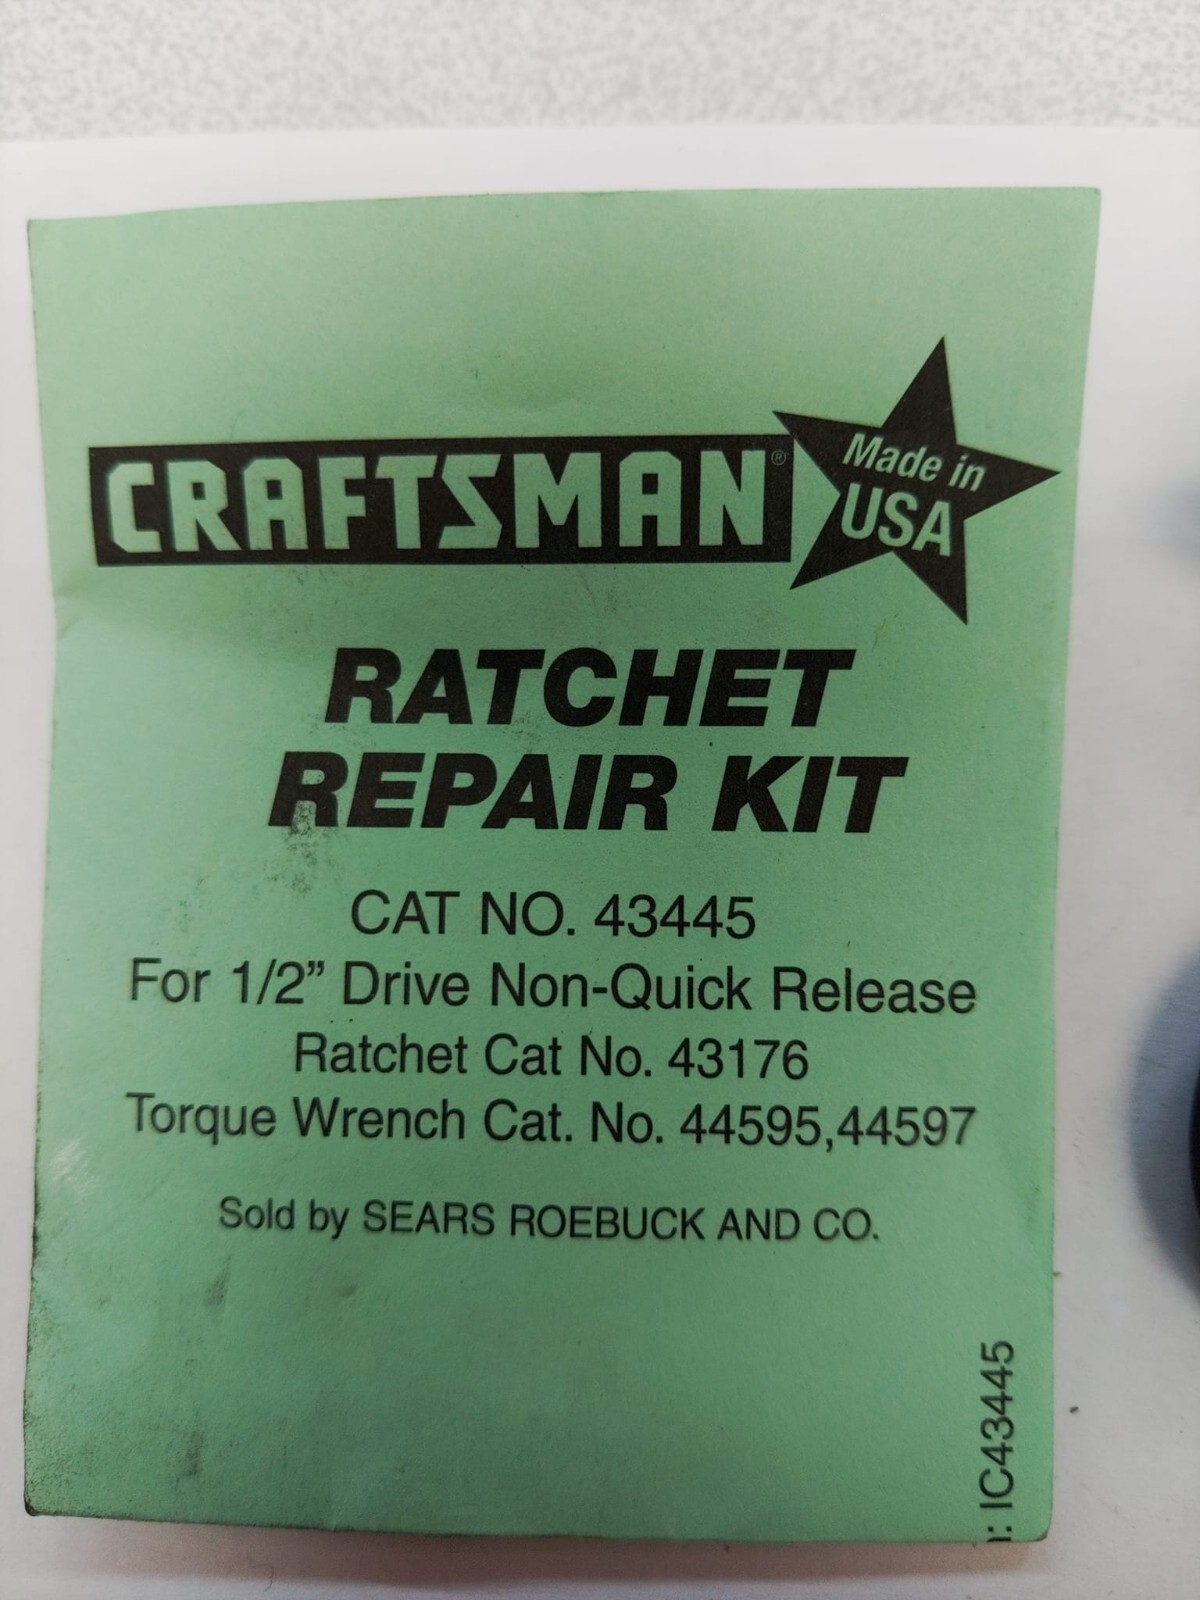 CRAFTSMAN®
Made in
USA
RATCHET
REPAIR KIT
CAT NO. 43445
For 1/2” Drive Non-Quick Release
Ratchet Cat No. 43176
Torque Wrench Cat. No. 44595,44597
Sold by SEARS ROEBUCK AND CO.
: IC43445